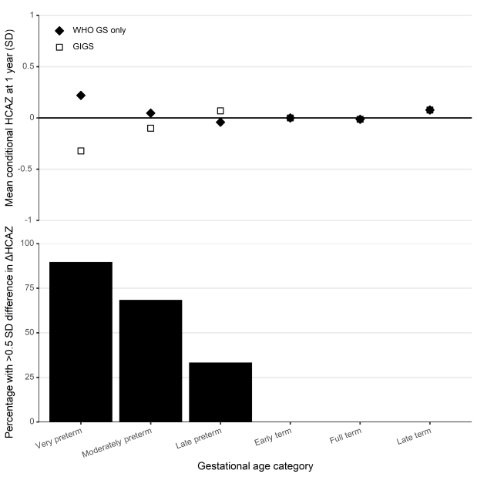 Mean conditional HCAZ at 1 year (SD)
1
0.5
0
-0.5
-1
WHO GS only
GIGS
Percentage with >0.5 SD difference in ΔHCAZ
100
75
50
25
0
Very preterm
Moderately preterm
Late preterm
Early term
Full term
Late term
Gestational age category